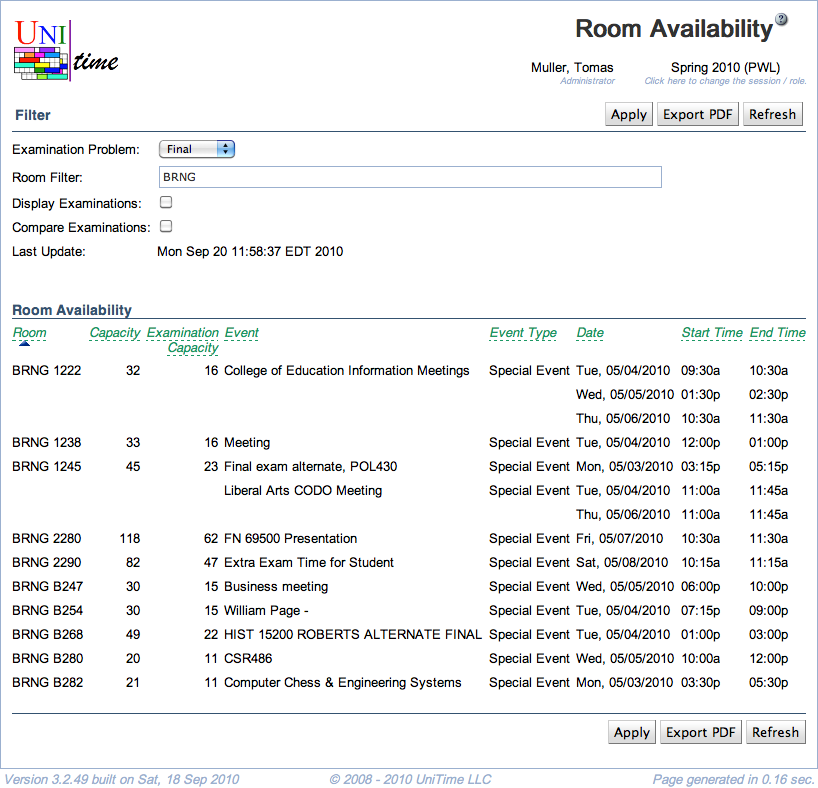 UNI time
Room Availability ?
Muller, Tomas Spring 2010 (PWL)
Administrator Click here to change the session / role.
Filter Apply Export PDF Refresh
Examination Problem: Final
Room Filter: BRNG
Display Examinations:
Compare Examinations:
Last Update: Mon Sep 20 11:58:37 EDT 2010
Room Availability
Room Capacity Examination Event Event Type Date Start Time End Time
Capacity
BRNG 1222 32 16 College of Education Information Meetings Special Event Tue, 05/04/2010 09:30a 10:30a
Wed, 05/05/2010 01:30p 02:30p
Thu, 05/06/2010 10:30a 11:30a
BRNG 1238 33 16 Meeting Special Event Tue, 05/04/2010 12:00p 01:00p
BRNG 1245 45 23 Final exam alternate, POL430 Special Event Mon, 05/03/2010 03:15p 05:15p
Liberal Arts CODO Meeting Special Event Tue, 05/04/2010 11:00a 11:45a
Thu, 05/06/2010 11:00a 11:45a
BRNG 2280 118 62 FN 69500 Presentation Special Event Fri, 05/07/2010 10:30a 11:30a
BRNG 2290 82 47 Extra Exam Time for Student Special Event Sat, 05/08/2010 10:15a 11:15a
BRNG B247 30 15 Business meeting Special Event Wed, 05/05/2010 06:00p 10:00p
BRNG B254 30 15 William Page - Special Event Tue, 05/04/2010 07:15p 09:00p
BRNG B268 49 22 HIST 15200 ROBERTS ALTERNATE FINAL Special Event Tue, 05/04/2010 01:00p 03:00p
BRNG B280 20 11 CSR486 Special Event Wed, 05/05/2010 10:00a 12:00p
BRNG B282 21 11 Computer Chess & Engineering Systems Special Event Mon, 05/03/2010 03:30p 05:30p
Apply Export PDF Refresh
Version 3.2.49 built on Sat, 18 Sep 2010 © 2008 - 2010 UniTime LLC Page generated in 0.16 sec.